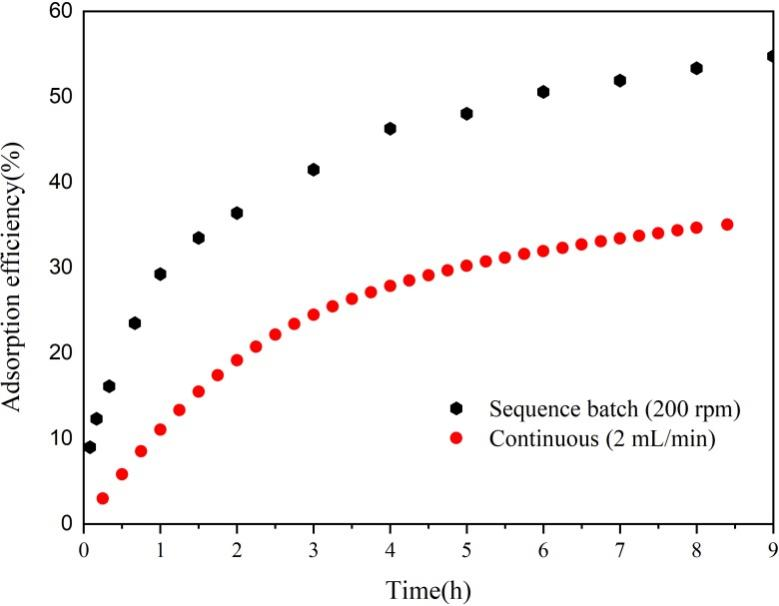 60
50
40
30
20
10
0
Adsorption efficiency(%)
Sequence batch (200 rpm)
Continuous (2 mL/min)
0 1 2 3 4 5 6 7 8 9
Time(h)